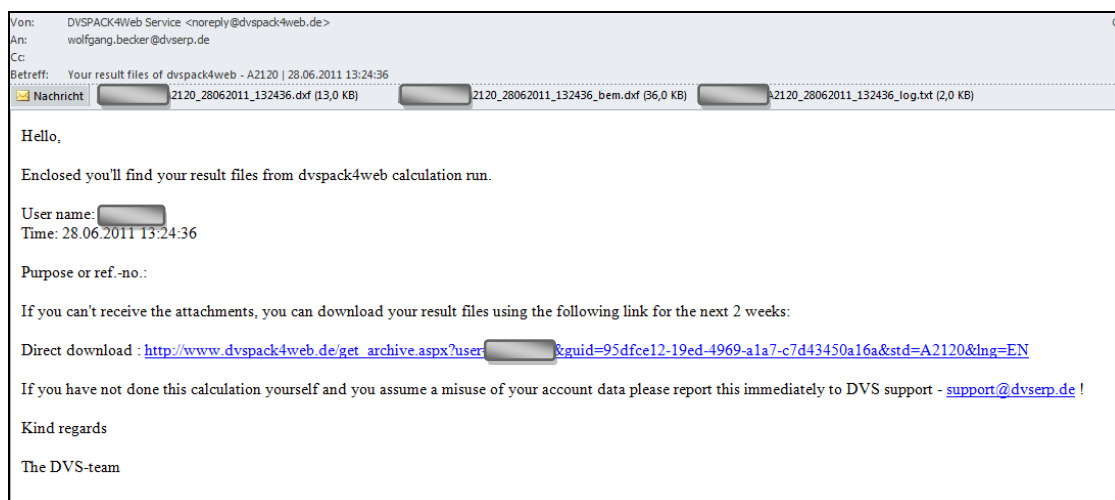 Von: DVSPACK4Web Service <noreply@dvspack4web.de>
An: wolfgang.becker@dvserp.de
Cc:
Betreff: Your result files of dvspack4web - A2120 | 28.06.2011 13:24:36
Nachricht 2120_28062011_132436.dxf (13,0 KB) 2120_28062011_132436_bem.dxf (36,0 KB) A2120_28062011_132436_log.txt (2,0 KB)
Hello,
Enclosed you'll find your result files from dvspack4web calculation run.
User name:
Time: 28.06.2011 13:24:36
Purpose or ref.-no.:
If you can't receive the attachments, you can download your result files using the following link for the next 2 weeks:
Direct download : http://www.dvspack4web.de/get_archive.aspx?user= &guid=95dfce12-19ed-4969-a1a7-c7d43450a16a&std=A2120&lng=EN
If you have not done this calculation yourself and you assume a misuse of your account data please report this immediately to DVS support - support@dvserp.de !
Kind regards
The DVS-team